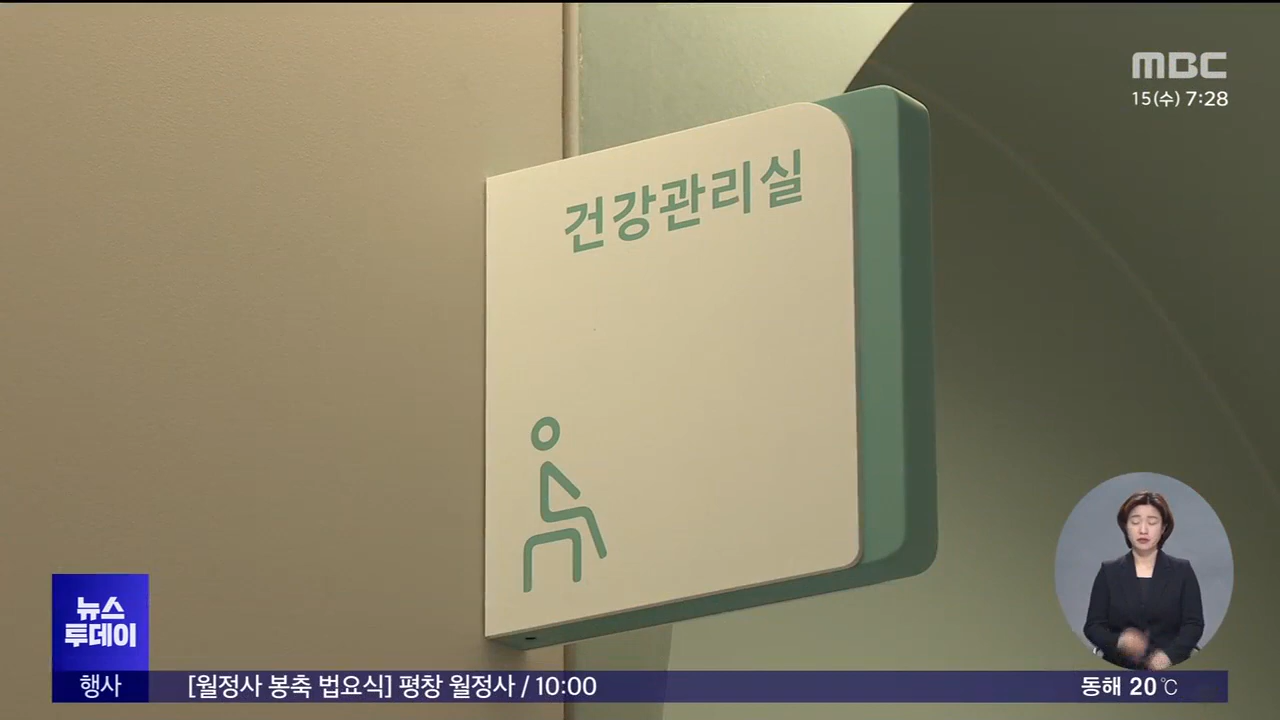 MBC
15(수) 7:28
건강관리실
뉴스
투데이
행사
[월정사 봉축 법요식] 평창 월정사 / 10:00
동해 20℃